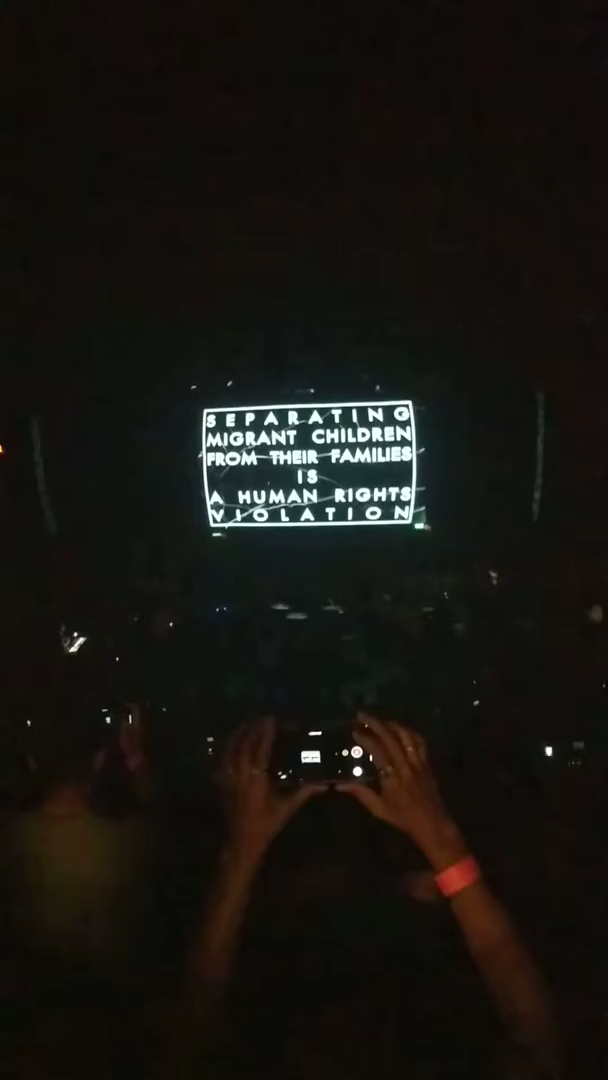 SEPARATING
MIGRANT CHILDREN
FROM THEIR FAMILIES
IS
A HUMAN RIGHTS
VIOLATION